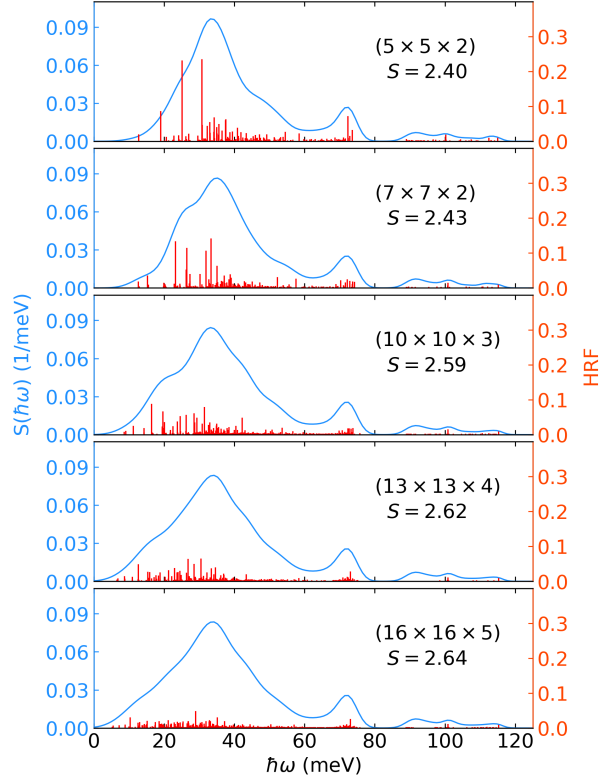 0.09
0.06
0.03
0.00
(5 × 5 × 2)
S = 2.40
0.3
0.2
0.1
0.0
0.09
0.06
0.03
0.00
(7 × 7 × 2)
S = 2.43
0.3
0.2
0.1
0.0
S(ħω) (1/meV)
0.09
0.06
0.03
0.00
(10 × 10 × 3)
S = 2.59
0.3
0.2
0.1
0.0
HRF
0.09
0.06
0.03
0.00
(13 × 13 × 4)
S = 2.62
0.3
0.2
0.1
0.0
0.09
0.06
0.03
0.00
(16 × 16 × 5)
S = 2.64
0.3
0.2
0.1
0.0
0 20 40 60 80 100 120
ħω (meV)